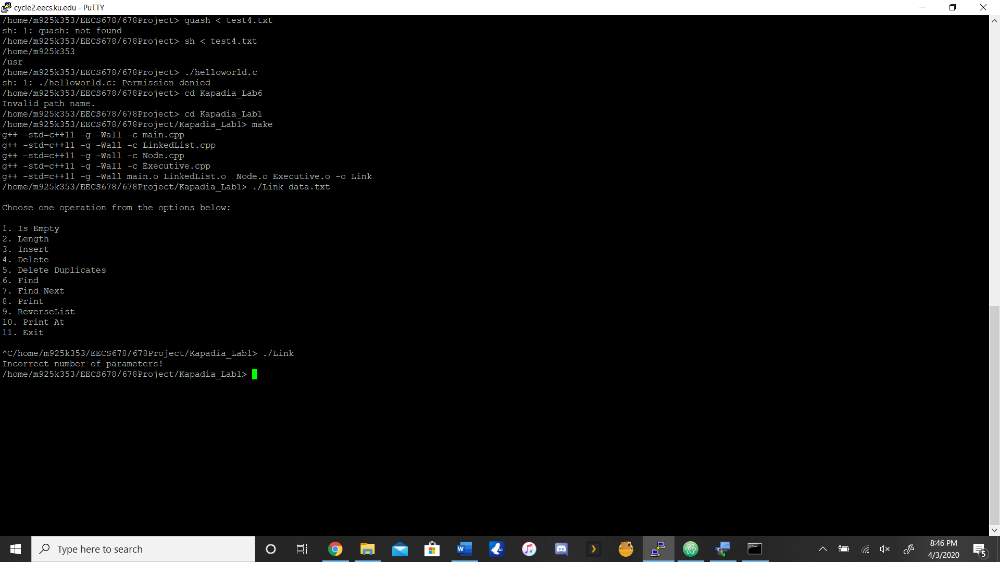 cycle2.eecs.ku.edu - PuTTY
/home/m925k353/EECS678/678Project> quash < test4.txt
sh: 1: quash: not found
/home/m925k353/EECS678/678Project> sh < test4.txt
/home/m925k353
/usr
/home/m925k353/EECS678/678Project> ./helloworld.c
sh: 1: ./helloworld.c: Permission denied
/home/m925k353/EECS678/678Project> cd Kapadia_Lab6
Invalid path name.
/home/m925k353/EECS678/678Project> cd Kapadia_Lab1
/home/m925k353/EECS678/678Project/Kapadia_Lab1> make
g++ -std=c++11 -g -Wall -c main.cpp
g++ -std=c++11 -g -Wall -c LinkedList.cpp
g++ -std=c++11 -g -Wall -c Node.cpp
g++ -std=c++11 -g -Wall -c Executive.cpp
g++ -std=c++11 -g -Wall main.o LinkedList.o  Node.o Executive.o -o Link
/home/m925k353/EECS678/678Project/Kapadia_Lab1> ./Link data.txt
Choose one operation from the options below:
1. Is Empty
2. Length
3. Insert
4. Delete
5. Delete Duplicates
6. Find
7. Find Next
8. Print
9. ReverseList
10. Print At
11. Exit
^C/home/m925k353/EECS678/678Project/Kapadia_Lab1> ./Link
Incorrect number of parameters!
/home/m925k353/EECS678/678Project/Kapadia_Lab1>
Type here to search
8:46 PM
4/3/2020
5